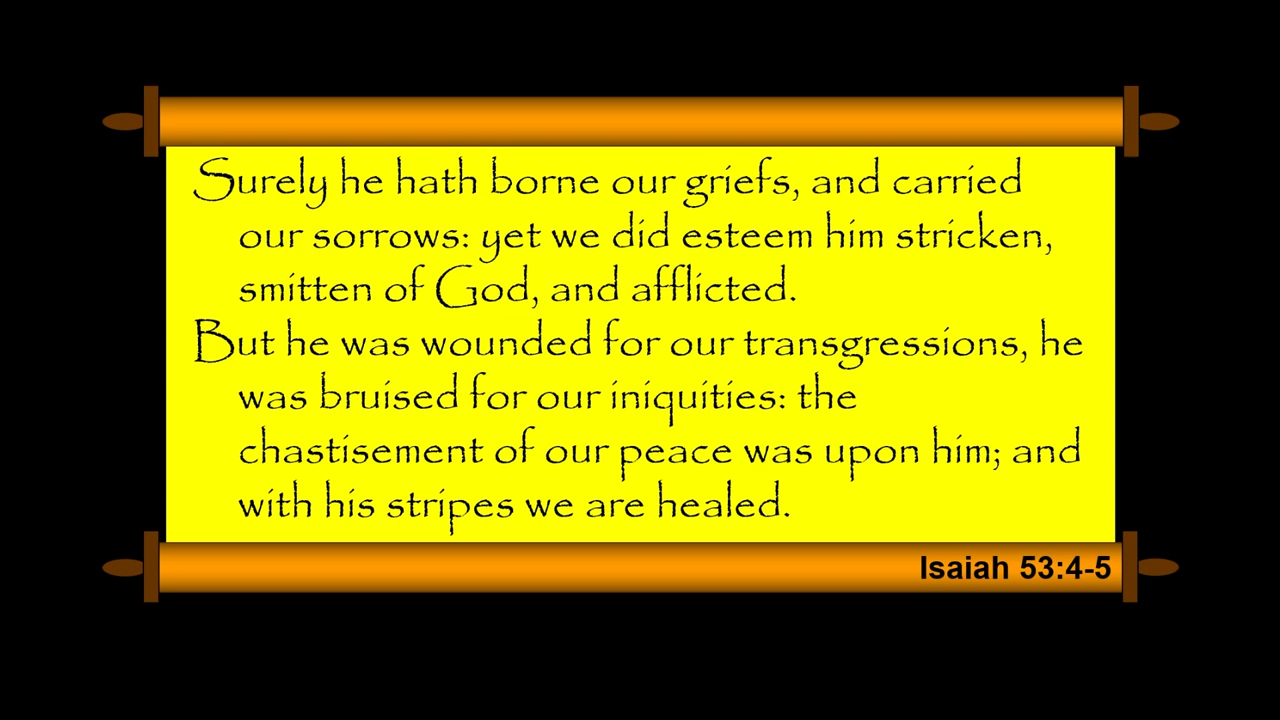 Surely he hath borne our griefs, and carried
our sorrows: yet we did esteem him stricken,
smitten of God, and afflicted.
But he was wounded for our transgressions, he
was bruised for our iniquities: the
chastisement of our peace was upon him; and
with his stripes we are healed.
Isaiah 53:4-5